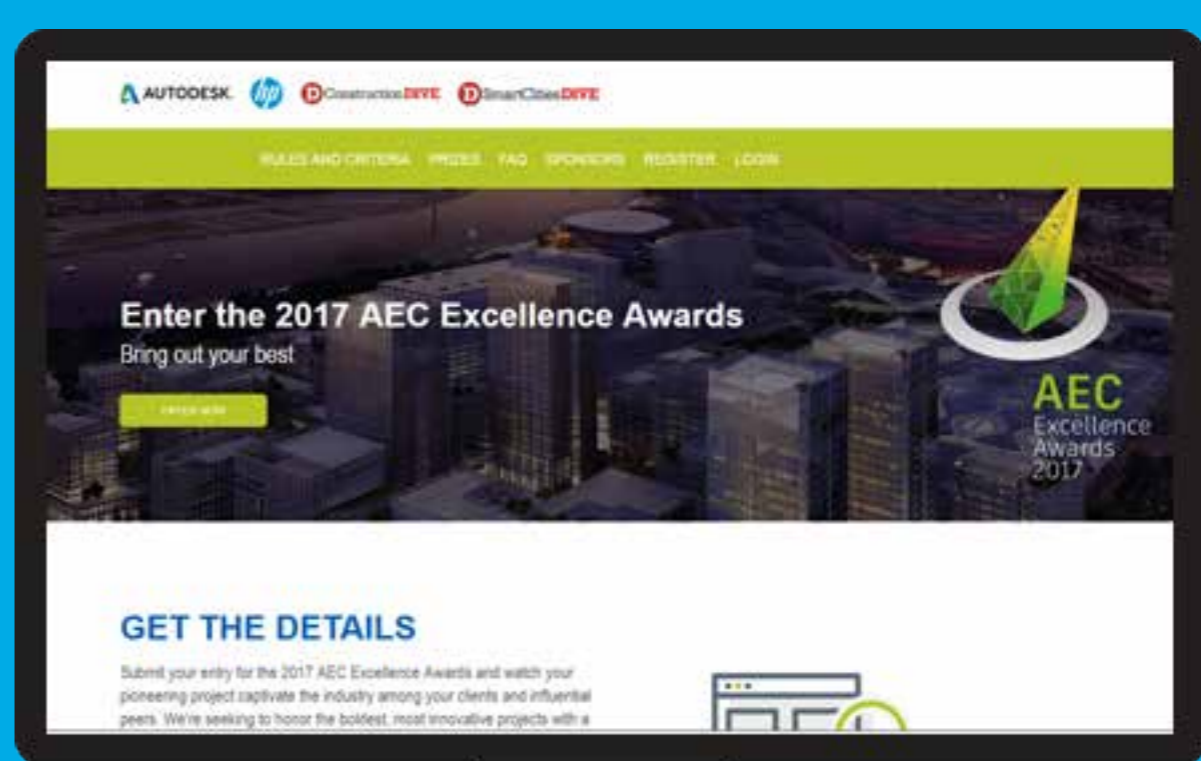 AUTODESK. hp ConstructionDIVE SmartCitiesDIVE
RULES AND CRITERIA PRIZES FAQ SPONSORS REGISTER LOGIN
Enter the 2017 AEC Excellence Awards
Bring out your best
ENTER NOW
AEC
Excellence
Awards
2017
GET THE DETAILS
Submit your entry for the 2017 AEC Excellence Awards and watch your
pioneering project captivate the industry among your clients and influential
peers. We're seeking to honor the boldest, most innovative projects with a